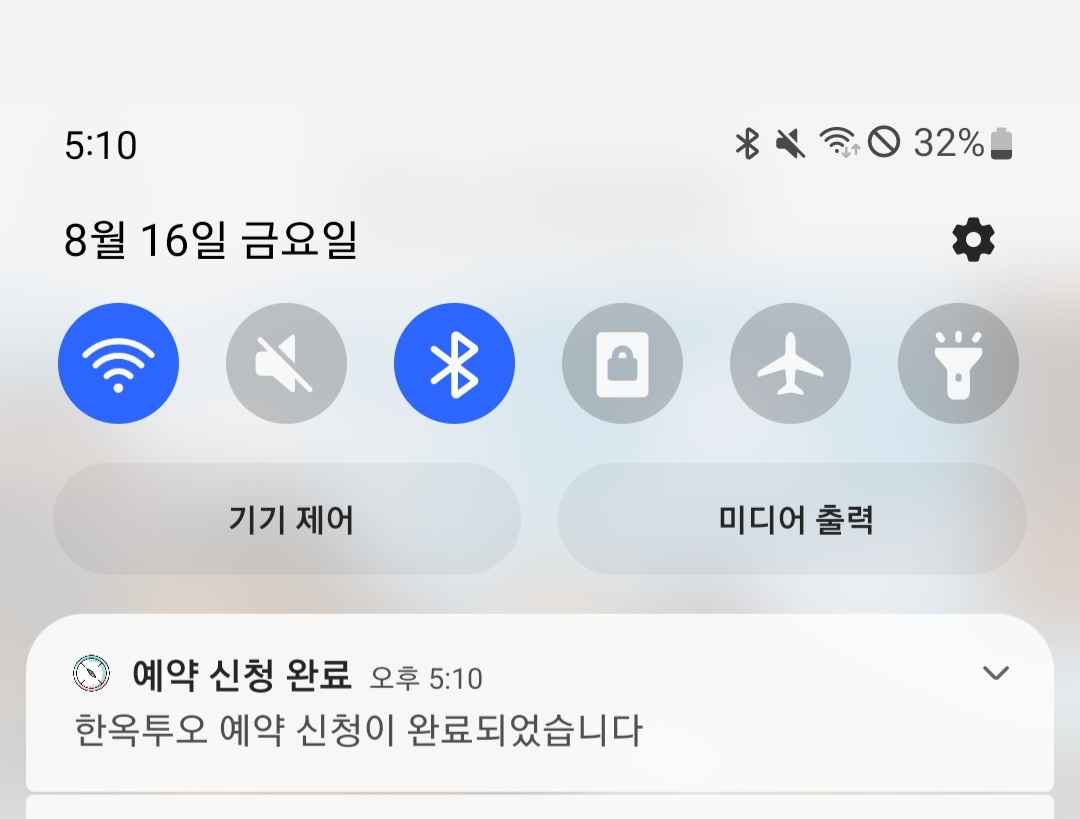 5:10 32%
8월 16일 금요일
기기 제어 미디어 출력
예약 신청 완료 오후 5:10
한옥투오 예약 신청이 완료되었습니다